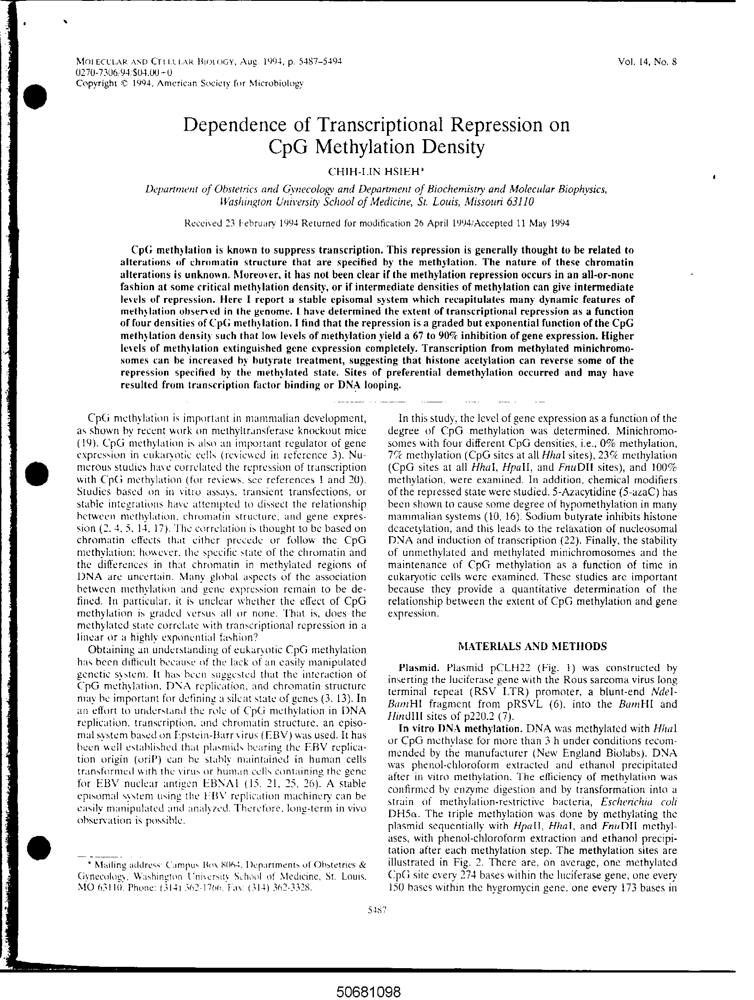 MOLECULAR AND CELLULAR BIOLOGY, Aug. 1994, p. 5487–5494
0270-7306/94/$04.00+0
Copyright © 1994, American Society for Microbiology
Vol. 14, No. 8
Dependence of Transcriptional Repression on
CpG Methylation Density
CHIH-LIN HSIEH*
Department of Obstetrics and Gynecology and Department of Biochemistry and Molecular Biophysics,
Washington University School of Medicine, St. Louis, Missouri 63110
Received 23 February 1994 Returned for modification 26 April 1994/Accepted 11 May 1994
CpG methylation is known to suppress transcription. This repression is generally thought to be related to
alterations of chromatin structure that are specified by the methylation. The nature of these chromatin
alterations is unknown. Moreover, it has not been clear if the methylation repression occurs in an all-or-none
fashion at some critical methylation density, or if intermediate densities of methylation can give intermediate
levels of repression. Here I report a stable episomal system which recapitulates many dynamic features of
methylation observed in the genome. I have determined the extent of transcriptional repression as a function
of four densities of CpG methylation. I find that the repression is a graded but exponential function of the CpG
methylation density such that low levels of methylation yield a 67 to 90% inhibition of gene expression. Higher
levels of methylation extinguished gene expression completely. Transcription from methylated minichromo-
somes can be increased by butyrate treatment, suggesting that histone acetylation can reverse some of the
repression specified by the methylated state. Sites of preferential demethylation occurred and may have
resulted from transcription factor binding or DNA looping.
CpG methylation is important in mammalian development,
as shown by recent work on methyltransferase knockout mice
(19). CpG methylation is also an important regulator of gene
expression in eukaryotic cells (reviewed in reference 3). Nu-
merous studies have correlated the repression of transcription
with CpG methylation (for reviews, see references 1 and 20).
Studies based on in vitro assays, transient transfections, or
stable integrations have attempted to dissect the relationship
between methylation, chromatin structure, and gene expres-
sion (2, 4, 5, 14, 17). The correlation is thought to be based on
chromatin effects that either precede or follow the CpG
methylation; however, the specific state of the chromatin and
the differences in that chromatin in methylated regions of
DNA are uncertain. Many global aspects of the association
between methylation and gene expression remain to be de-
fined. In particular, it is unclear whether the effect of CpG
methylation is graded versus all or none. That is, does the
methylated state correlate with transcriptional repression in a
linear or a highly exponential fashion?
Obtaining an understanding of eukaryotic CpG methylation
has been difficult because of the lack of an easily manipulated
genetic system. It has been suggested that the interaction of
CpG methylation, DNA replication, and chromatin structure
may be important for defining a silent state of genes (3, 13). In
an effort to understand the role of CpG methylation in DNA
replication, transcription, and chromatin structure, an episo-
mal system based on Epstein-Barr virus (EBV) was used. It has
been well established that plasmids bearing the EBV replica-
tion origin (oriP) can be stably maintained in human cells
transformed with the virus or human cells containing the gene
for EBV nuclear antigen EBNA1 (15, 21, 25, 26). A stable
episomal system using the EBV replication machinery can be
easily manipulated and analyzed. Therefore, long-term in vivo
observation is possible.
* Mailing address: Campus Box 8064, Departments of Obstetrics &
Gynecology, Washington University School of Medicine, St. Louis,
MO 63110. Phone: (314) 362-1766. Fax: (314) 362-3328.
In this study, the level of gene expression as a function of the
degree of CpG methylation was determined. Minichromo-
somes with four different CpG densities, i.e., 0% methylation,
7% methylation (CpG sites at all HhaI sites), 23% methylation
(CpG sites at all HhaI, HpaII, and FnuDII sites), and 100%
methylation, were examined. In addition, chemical modifiers
of the repressed state were studied. 5-Azacytidine (5-azaC) has
been shown to cause some degree of hypomethylation in many
mammalian systems (10, 16). Sodium butyrate inhibits histone
deacetylation, and this leads to the relaxation of nucleosomal
DNA and induction of transcription (22). Finally, the stability
of unmethylated and methylated minichromosomes and the
maintenance of CpG methylation as a function of time in
eukaryotic cells were examined. These studies are important
because they provide a quantitative determination of the
relationship between the extent of CpG methylation and gene
expression.
MATERIALS AND METHODS
Plasmid. Plasmid pCLH22 (Fig. 1) was constructed by
inserting the luciferase gene with the Rous sarcoma virus long
terminal repeat (RSV LTR) promoter, a blunt-end NdeI-
BamHI fragment from pRSVL (6), into the BamHI and
HindIII sites of p220.2 (7).
In vitro DNA methylation. DNA was methylated with HhaI
or CpG methylase for more than 3 h under conditions recom-
mended by the manufacturer (New England Biolabs). DNA
was phenol-chloroform extracted and ethanol precipitated
after in vitro methylation. The efficiency of methylation was
confirmed by enzyme digestion and by transformation into a
strain of methylation-restrictive bacteria, Escherichia coli
DH5α. The triple methylation was done by methylating the
plasmid sequentially with HpaII, HhaI, and FnuDII methyl-
ases, with phenol-chloroform extraction and ethanol precipi-
tation after each methylation step. The methylation sites are
illustrated in Fig. 2. There are, on average, one methylated
CpG site every 274 bases within the luciferase gene, one every
150 bases within the hygromycin gene, one every 173 bases in
5487
50681098